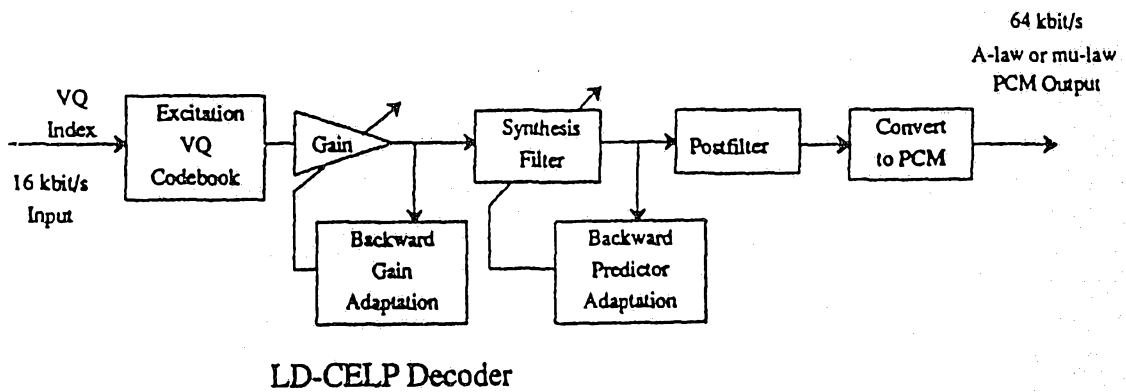 64 kbit/s
A-law or mu-law
PCM Output
VQ
Index
16 kbit/s
Input
Excitation
VQ
Codebook
Gain
Synthesis
Filter
Postfilter
Convert
to PCM
Backward
Gain
Adaptation
Backward
Predictor
Adaptation
LD-CELP Decoder